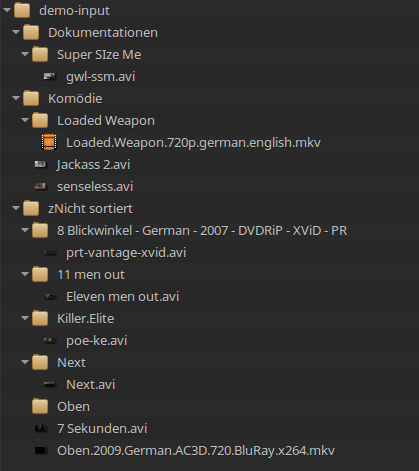 demo-input
Dokumentationen
Super SIze Me
gwl-ssm.avi
Komödie
Loaded Weapon
Loaded.Weapon.720p.german.english.mkv
Jackass 2.avi
senseless.avi
zNicht sortiert
8 Blickwinkel - German - 2007 - DVDRiP - XViD - PR
prt-vantage-xvid.avi
11 men out
Eleven men out.avi
Killer.Elite
poe-ke.avi
Next
Next.avi
Oben
7 Sekunden.avi
Oben.2009.German.AC3D.720.BluRay.x264.mkv